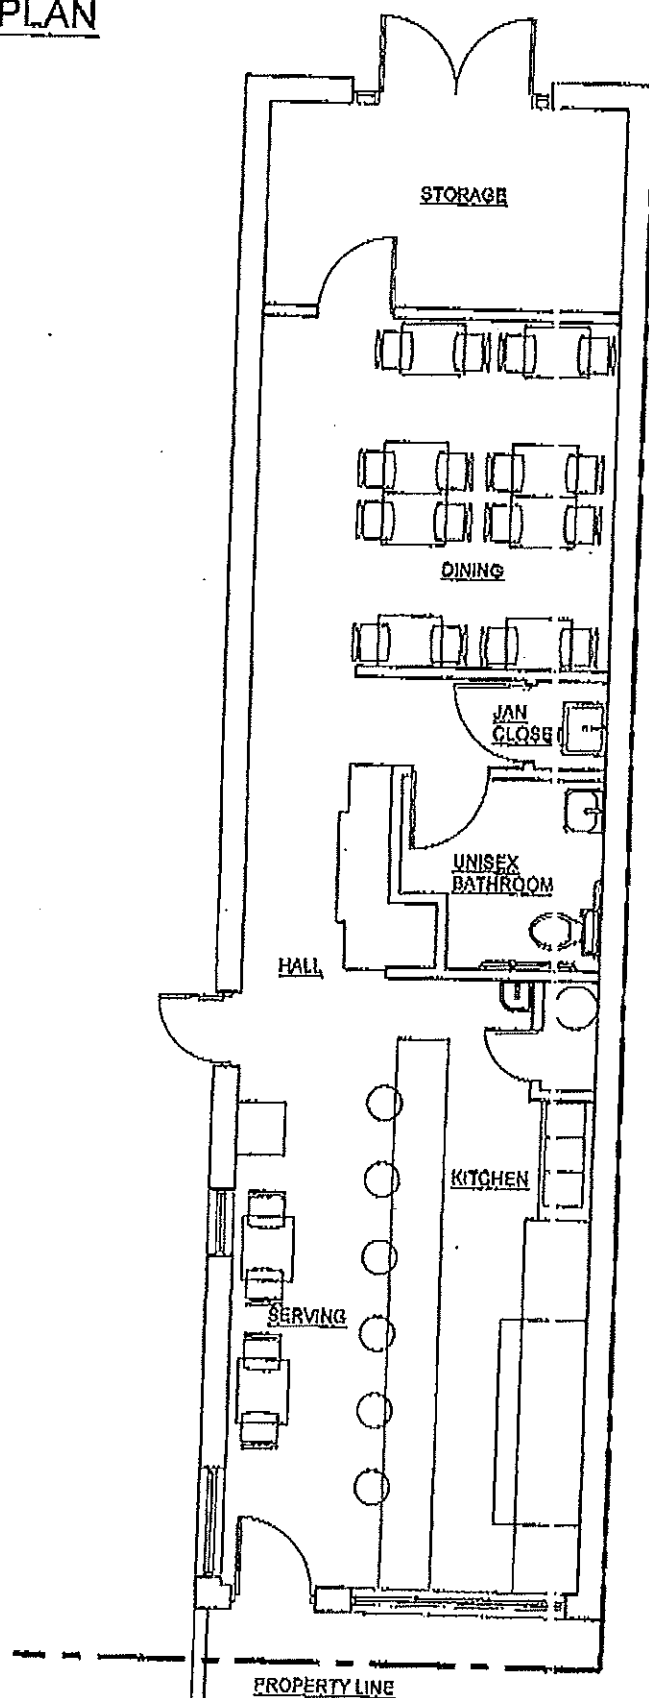 PLAN
STORAGE
DINING
JAN
CLOSE
UNISEX
BATHROOM
HALL
KITCHEN
SERVING
PROPERTY LINE